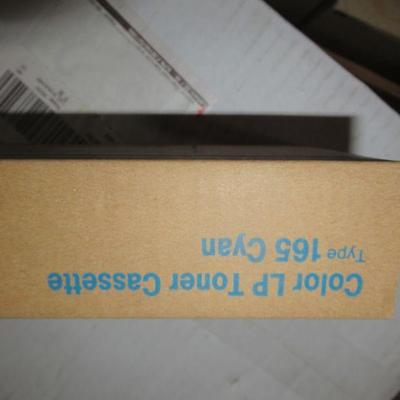 Color LP Toner Cassette
Type 165 Cyan